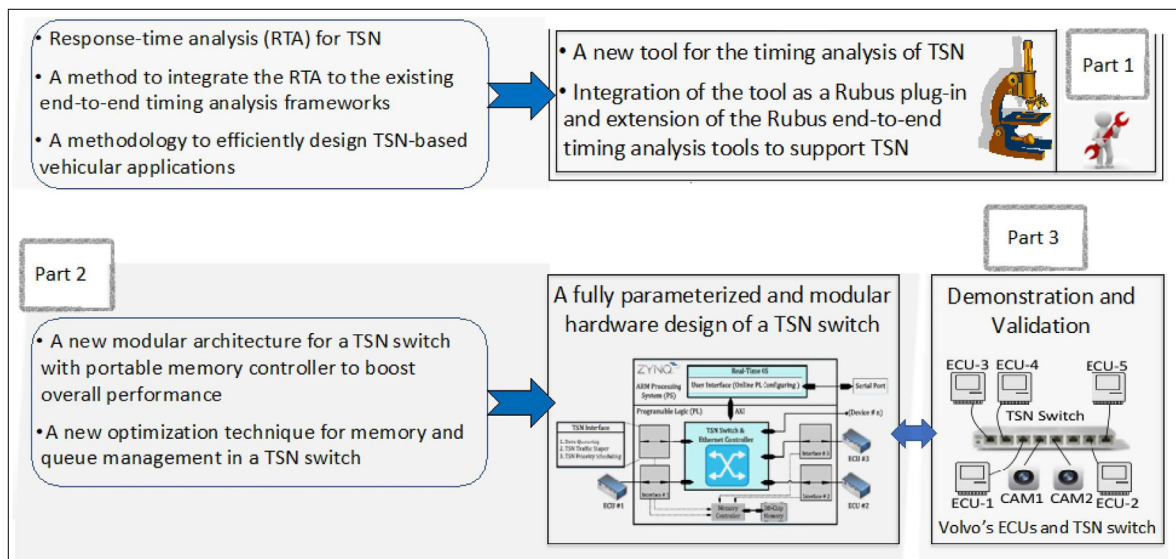 • Response-time analysis (RTA) for TSN
• A method to integrate the RTA to the existing
end-to-end timing analysis frameworks
• A methodology to efficiently design TSN-based
vehicular applications
• A new tool for the timing analysis of TSN
• Integration of the tool as a Rubus plug-in
and extension of the Rubus end-to-end
timing analysis tools to support TSN
Part 1
Part 2
• A new modular architecture for a TSN switch
with portable memory controller to boost
overall performance
• A new optimization technique for memory and
queue management in a TSN switch
A fully parameterized and modular
hardware design of a TSN switch
ZYNQ
ARM Processing
System (PS)
Real-Time OS
User Interface (Online PL Configuring)
Serial Port
Programable Logic (PL)
AXI
(Device # n)
TSN Interface
1. Data Queueing
2. TSN Traffic Shaper
3. TSN Priority Scheduling
TSN Switch &
Ethernet Controller
ECU #3
Interface # 3
Interface # 1
Interface # 2
ECU #1
ECU #2
Memory
Controller
Memory
Part 3
Demonstration and
Validation
ECU-3
ECU-4
ECU-5
TSN Switch
ECU-1
CAM1
CAM2
ECU-2
Volvo's ECUs and TSN switch